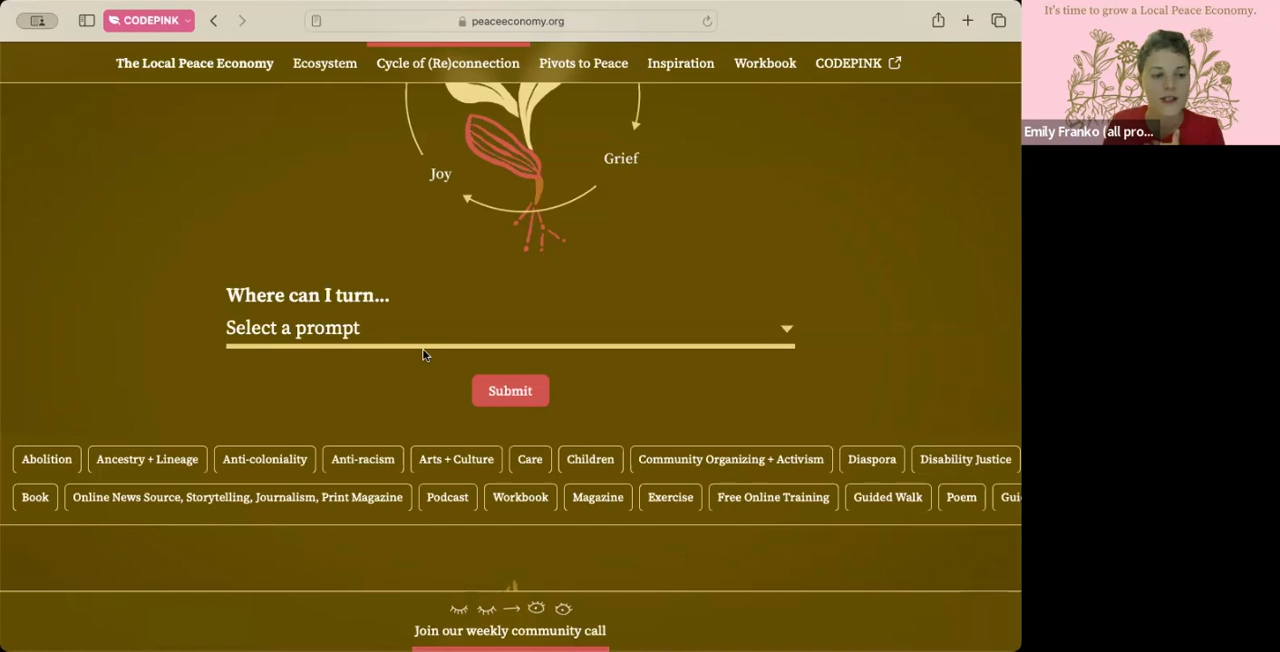 CODEPINK
peaceeconomy.org
It's time to grow a Local Peace Economy.
The Local Peace Economy
Ecosystem
Cycle of (Re)connection
Pivots to Peace
Inspiration
Workbook
CODEPINK
Emily Franko (all pro...
Grief
Joy
Where can I turn...
Select a prompt
Submit
Abolition
Ancestry + Lineage
Anti-coloniality
Anti-racism
Arts + Culture
Care
Children
Community Organizing + Activism
Diaspora
Disability Justice
Book
Online News Source, Storytelling, Journalism, Print Magazine
Podcast
Workbook
Magazine
Exercise
Free Online Training
Guided Walk
Poem
Gui
Join our weekly community call